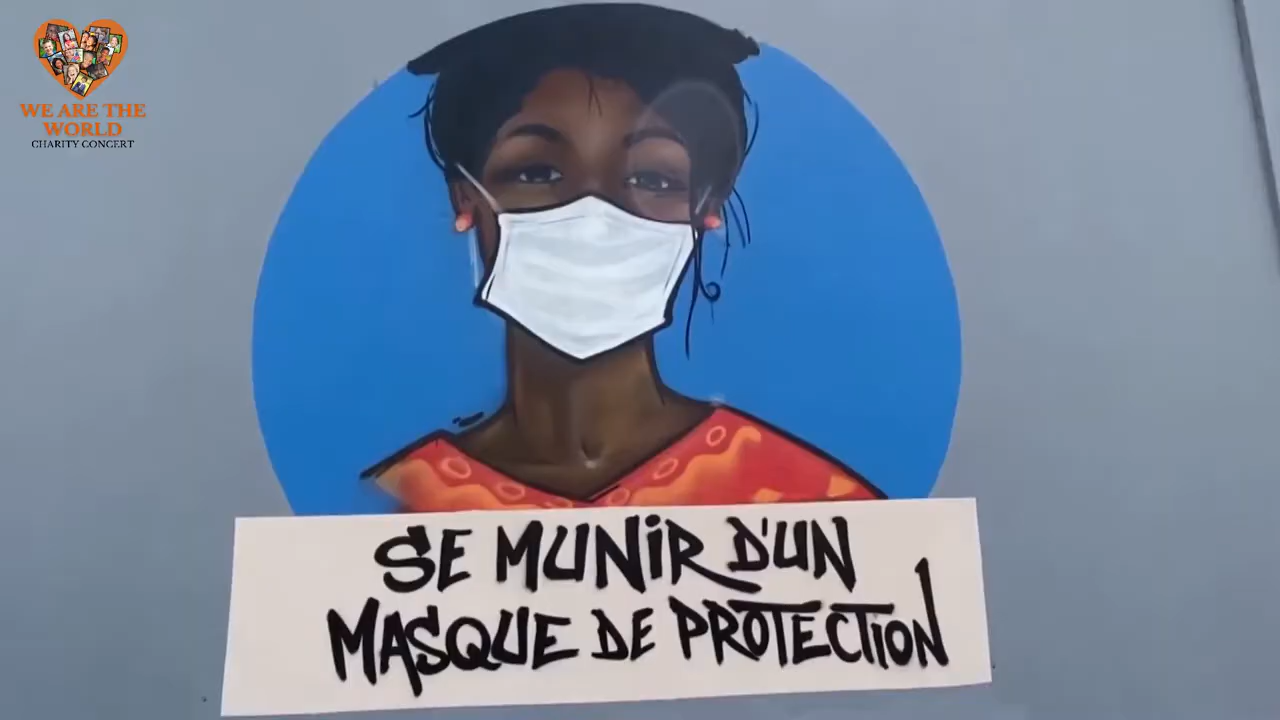 WE ARE THE
WORLD
CHARITY CONCERT
SE MUNIR D'UN
MASQUE DE PROTECTION